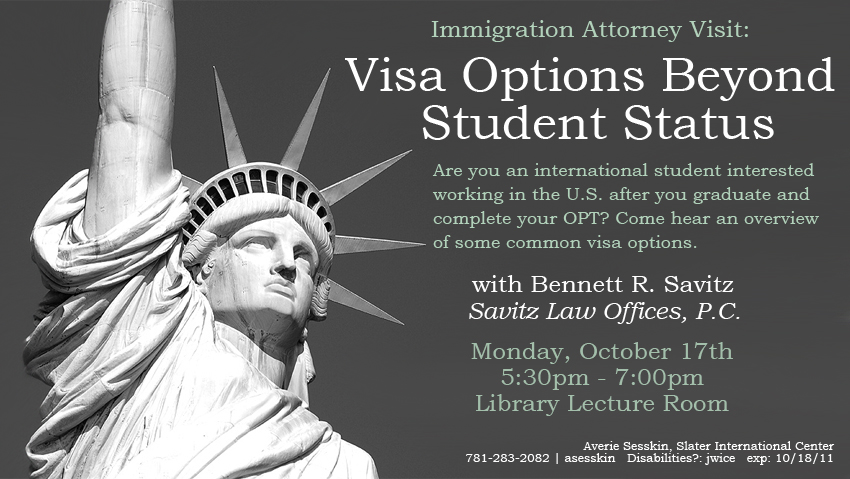 Immigration Attorney Visit:
Visa Options Beyond
Student Status
Are you an international student interested
working in the U.S. after you graduate and
complete your OPT? Come hear an overview
of some common visa options.
with Bennett R. Savitz
Savitz Law Offices, P.C.
Monday, October 17th
5:30pm - 7:00pm
Library Lecture Room
Averie Sesskin, Slater International Center
781-283-2082 | asesskin Disabilities?: jwice exp: 10/18/11